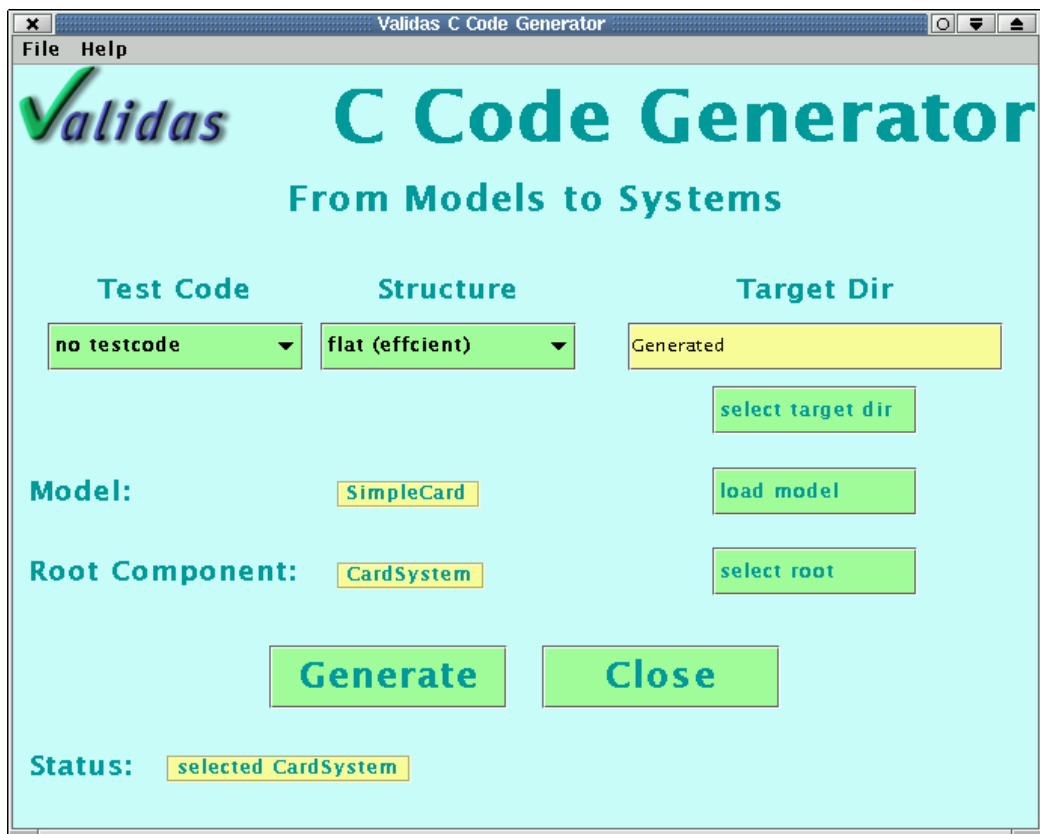 Validas C Code Generator
File Help
Validas
C Code Generator
From Models to Systems
Test Code Structure Target Dir
no testcode flat (effcient) Generated
select target dir
Model: SimpleCard load model
Root Component: CardSystem select root
Generate Close
Status: selected CardSystem